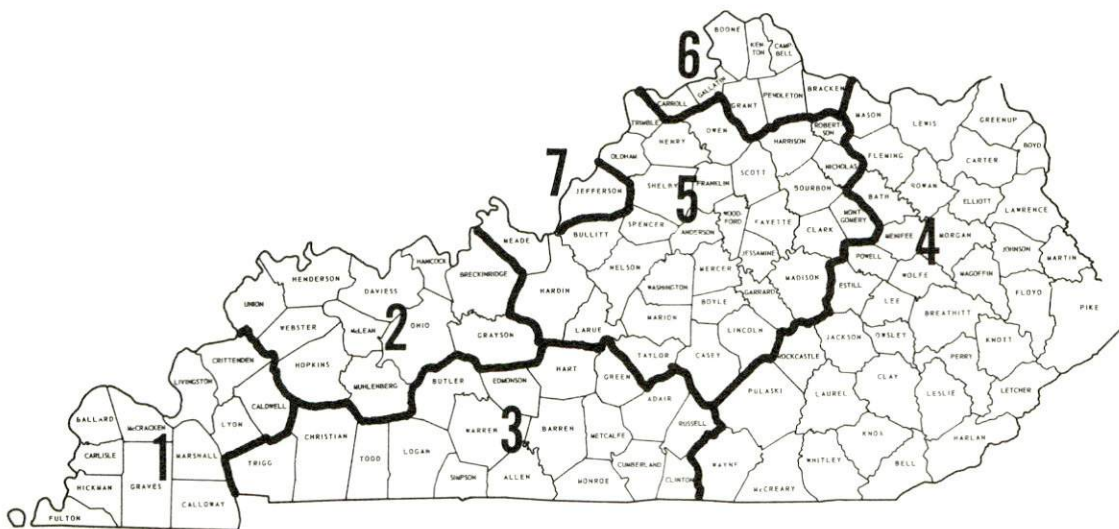 BOONE
KEN
TON
CAMP
BELL
6
GALLATIN
CARROLL
GRANT
PENDLETON
BRACKEN
TRIMBLE
OWEN
ROBERT
SON
MASON
LEWIS
GREENUP
HENRY
HARRISON
BOYD
OLDHAM
7
FLEMING
CARTER
NICHOLAS
SHELBY
FRANKLIN
SCOTT
JEFFERSON
5
BOURBON
BATH
ROWAN
ELLIOTT
LAWRENCE
SPENCER
WOOD
FORD
FAYETTE
MONT
GOMERY
BULLITT
ANDERSON
CLARK
MENIFEE
4
MORGAN
MEADE
JOHNSON
MARTIN
HANCOCK
JESSAMINE
POWELL
HENDERSON
BRECKINRIDGE
NELSON
MERCER
MADISON
WOLFE
MAGOFFIN
DAVIESS
HARDIN
WASHINGTON
GARRARD
ESTILL
FLOYD
UNION
2
BOYLE
LEE
PIKE
WEBSTER
McLEAN
OHIO
MARION
BREATHITT
GRAYSON
LARUE
LINCOLN
JACKSON
OWSLEY
KNOTT
CRITTENDEN
TAYLOR
CASEY
ROCKCASTLE
PERRY
HOPKINS
HART
LIVINGSTON
MUHLENBERG
BUTLER
EDMONSON
GREEN
PULASKI
LAUREL
CLAY
LESLIE
LETCHER
CALDWELL
ADAIR
BALLARD
McCRACKEN
LYON
CHRISTIAN
WARREN
3
BARREN
METCALFE
RUSSELL
KNOX
HARLAN
CARLISLE
1
MARSHALL
TRIGG
TODD
LOGAN
CUMBERLAND
WAYNE
WHITLEY
BELL
HICKMAN
GRAVES
SIMPSON
ALLEN
MONROE
CLINTON
McCREARY
CALLOWAY
FULTON